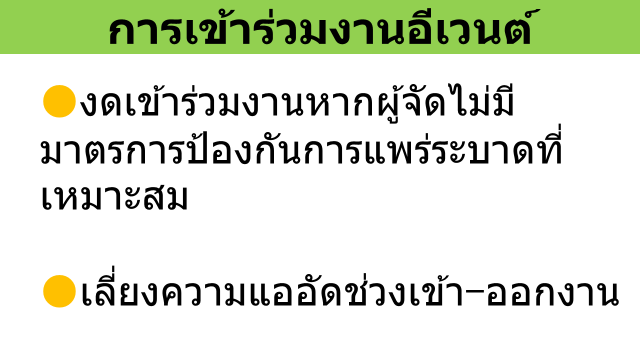 การเข้าร่วมงานอีเวนต์
งดเข้าร่วมงานหากผู้จัดไม่มี
มาตรการป้องกันการแพร่ระบาดที่
เหมาะสม
เลี่ยงความแออัดช่วงเข้า–ออกงาน